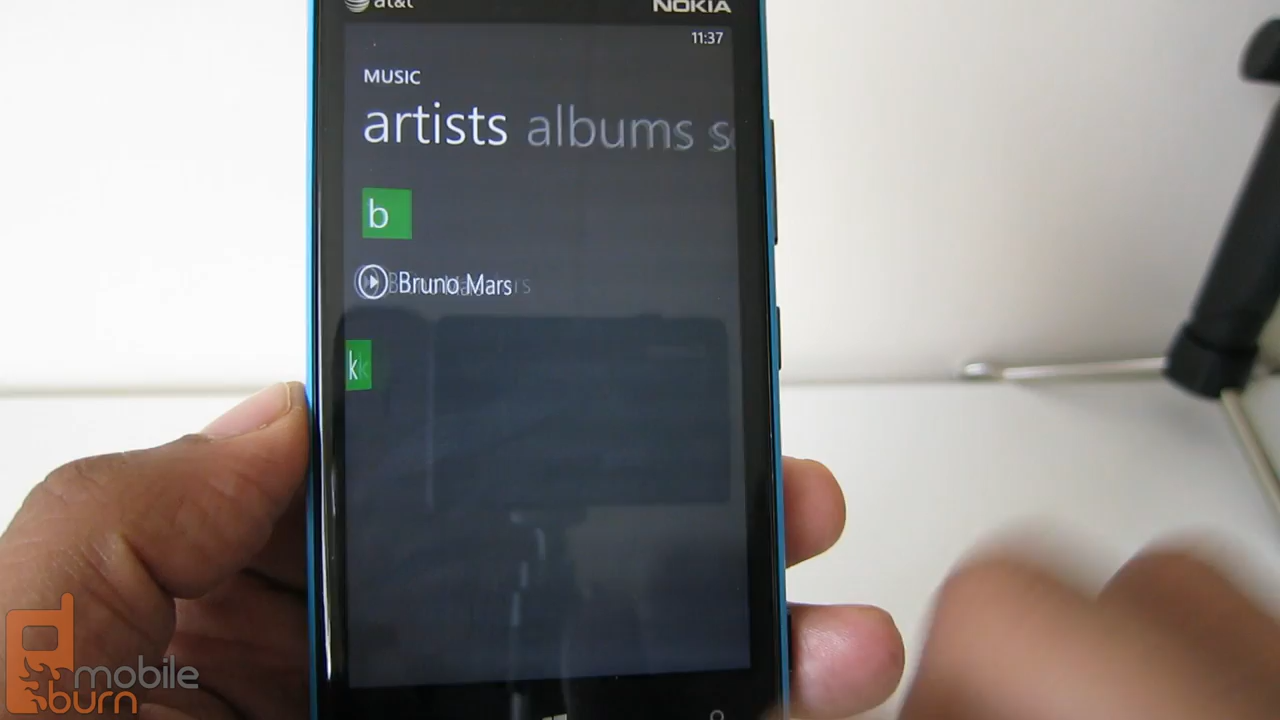 at&t
NOKIA
11:37
MUSIC
artists albums
b
Bruno Mars
k
mobile
burn